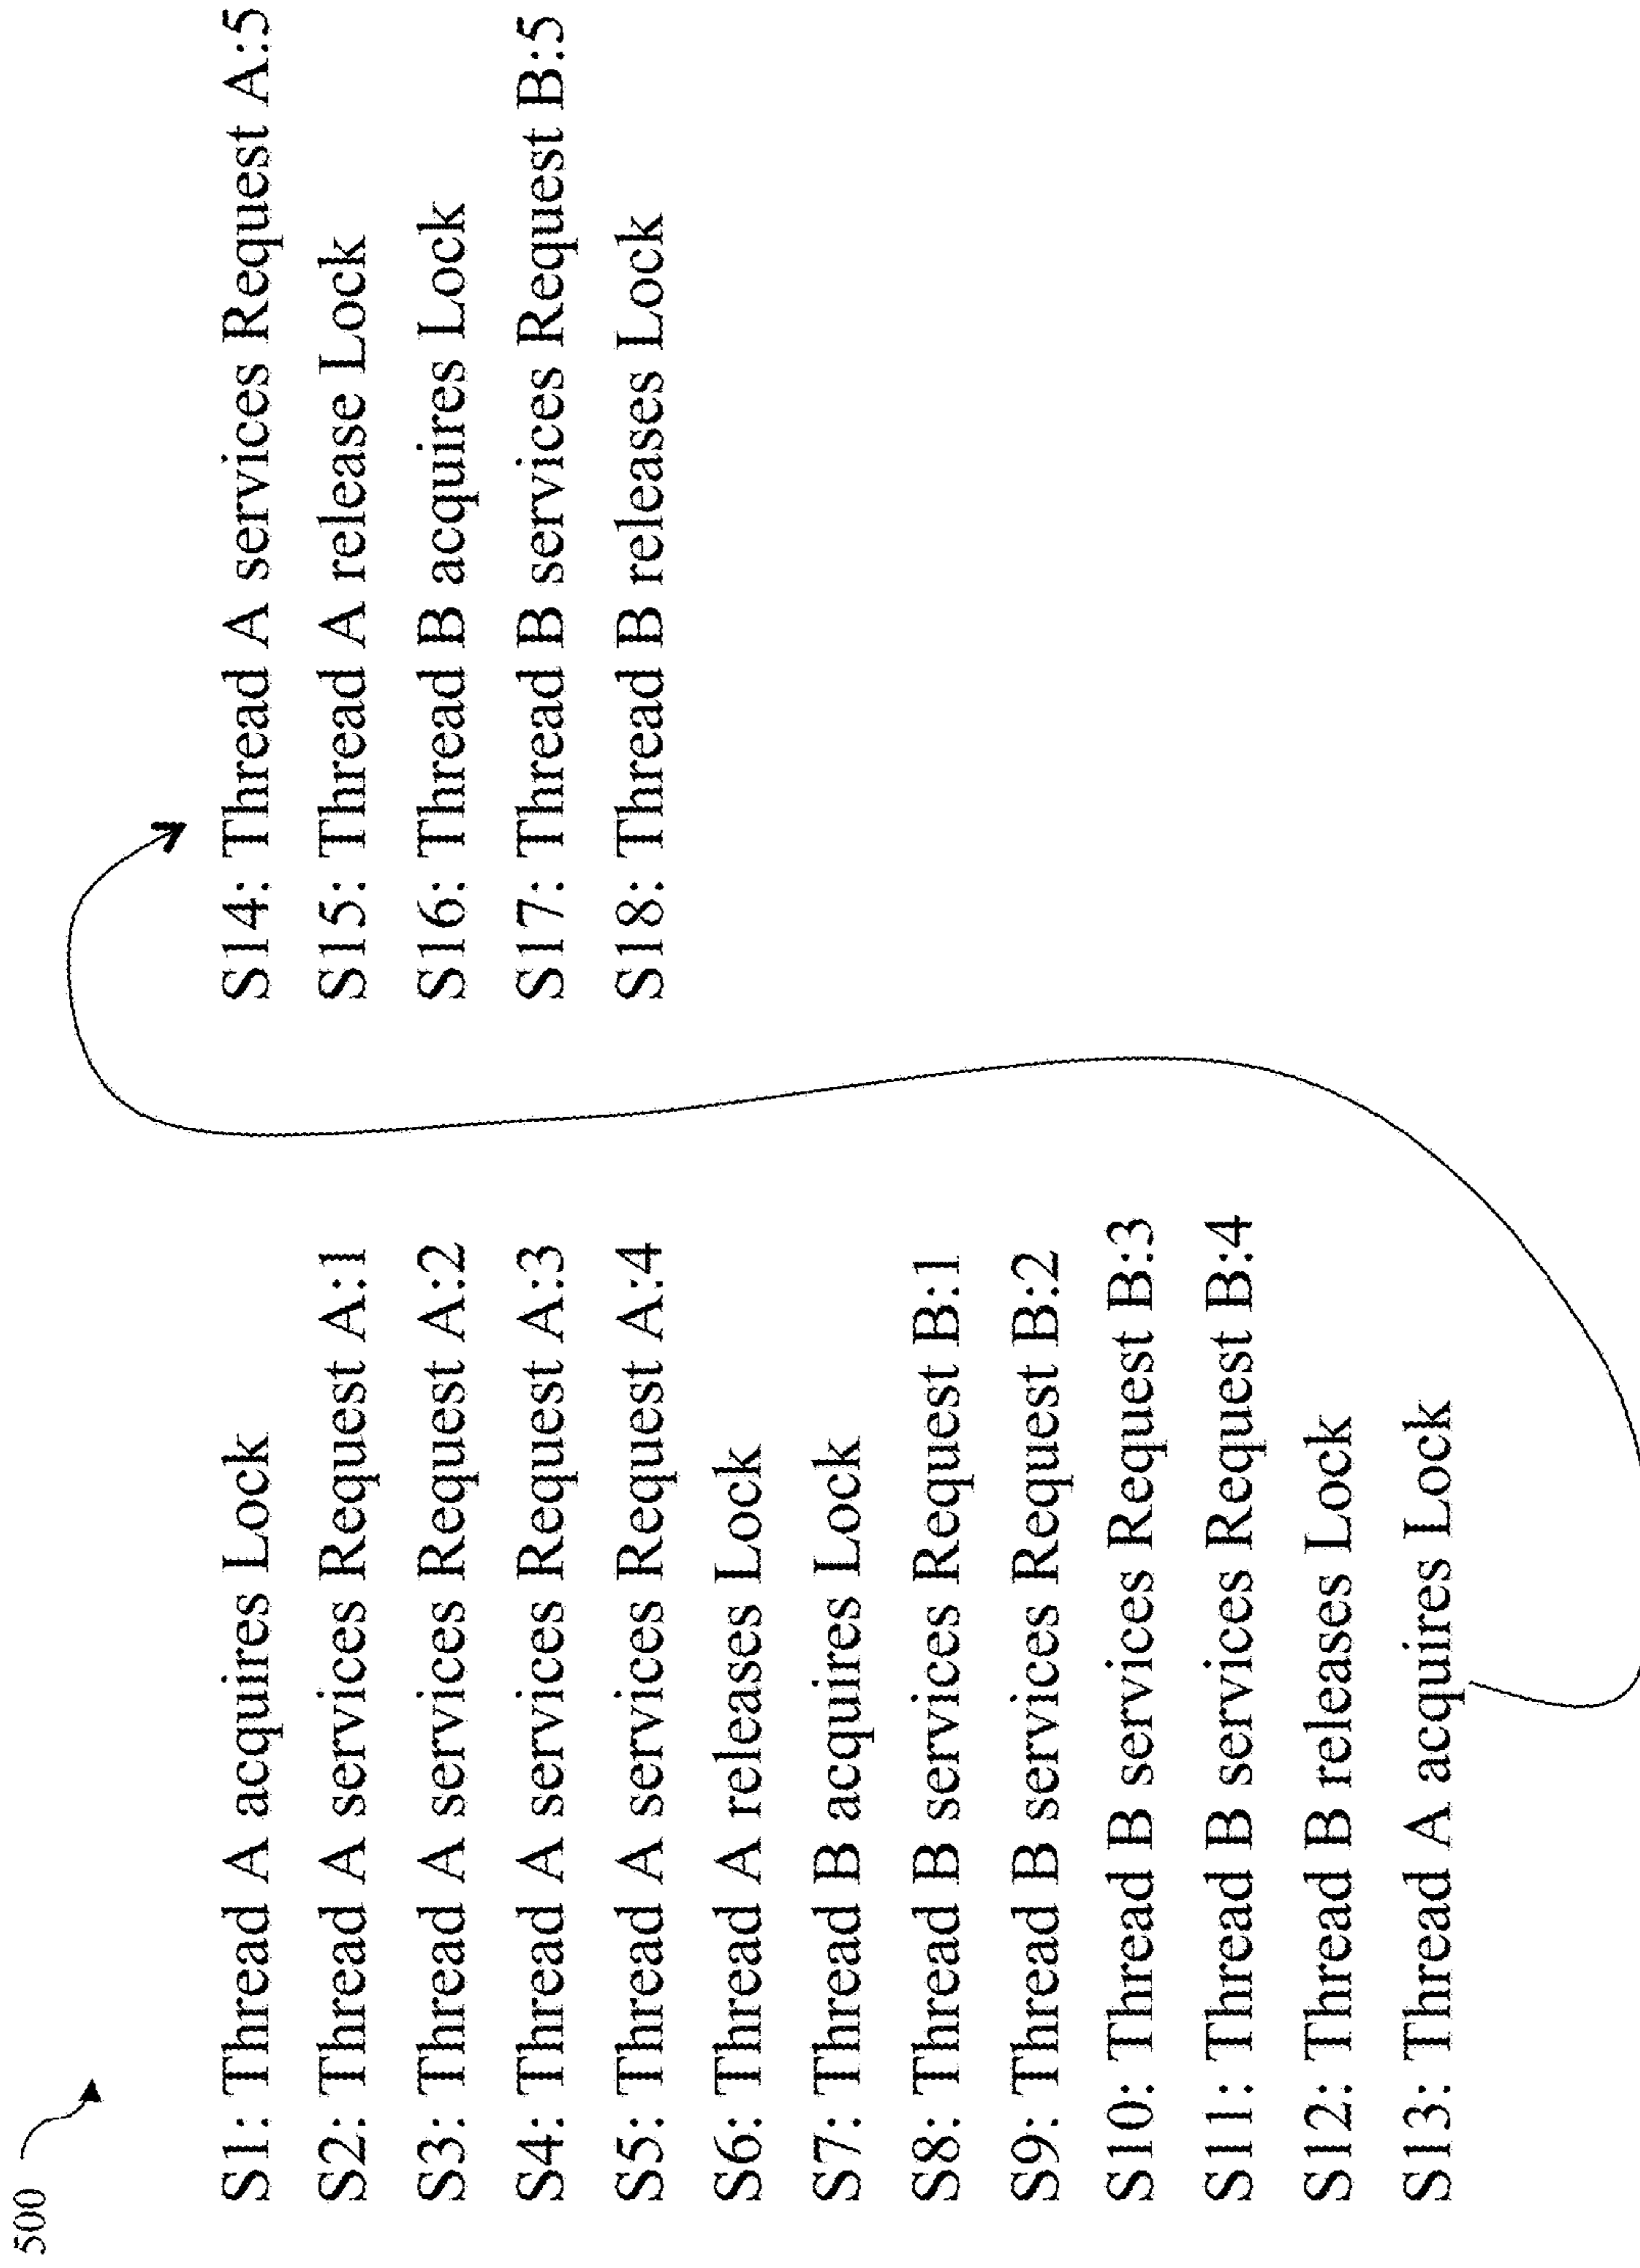 500
S1: Thread A acquires Lock
S2: Thread A services Request A:1
S3: Thread A services Request A:2
S4: Thread A services Request A:3
S5: Thread A services Request A:4
S6: Thread A releases Lock
S7: Thread B acquires Lock
S8: Thread B services Request B:1
S9: Thread B services Request B:2
S10: Thread B services Request B:3
S11: Thread B services Request B:4
S12: Thread B releases Lock
S13: Thread A acquires Lock
S14: Thread A services Request A:5
S15: Thread A release Lock
S16: Thread B acquires Lock
S17: Thread B services Request B:5
S18: Thread B releases Lock